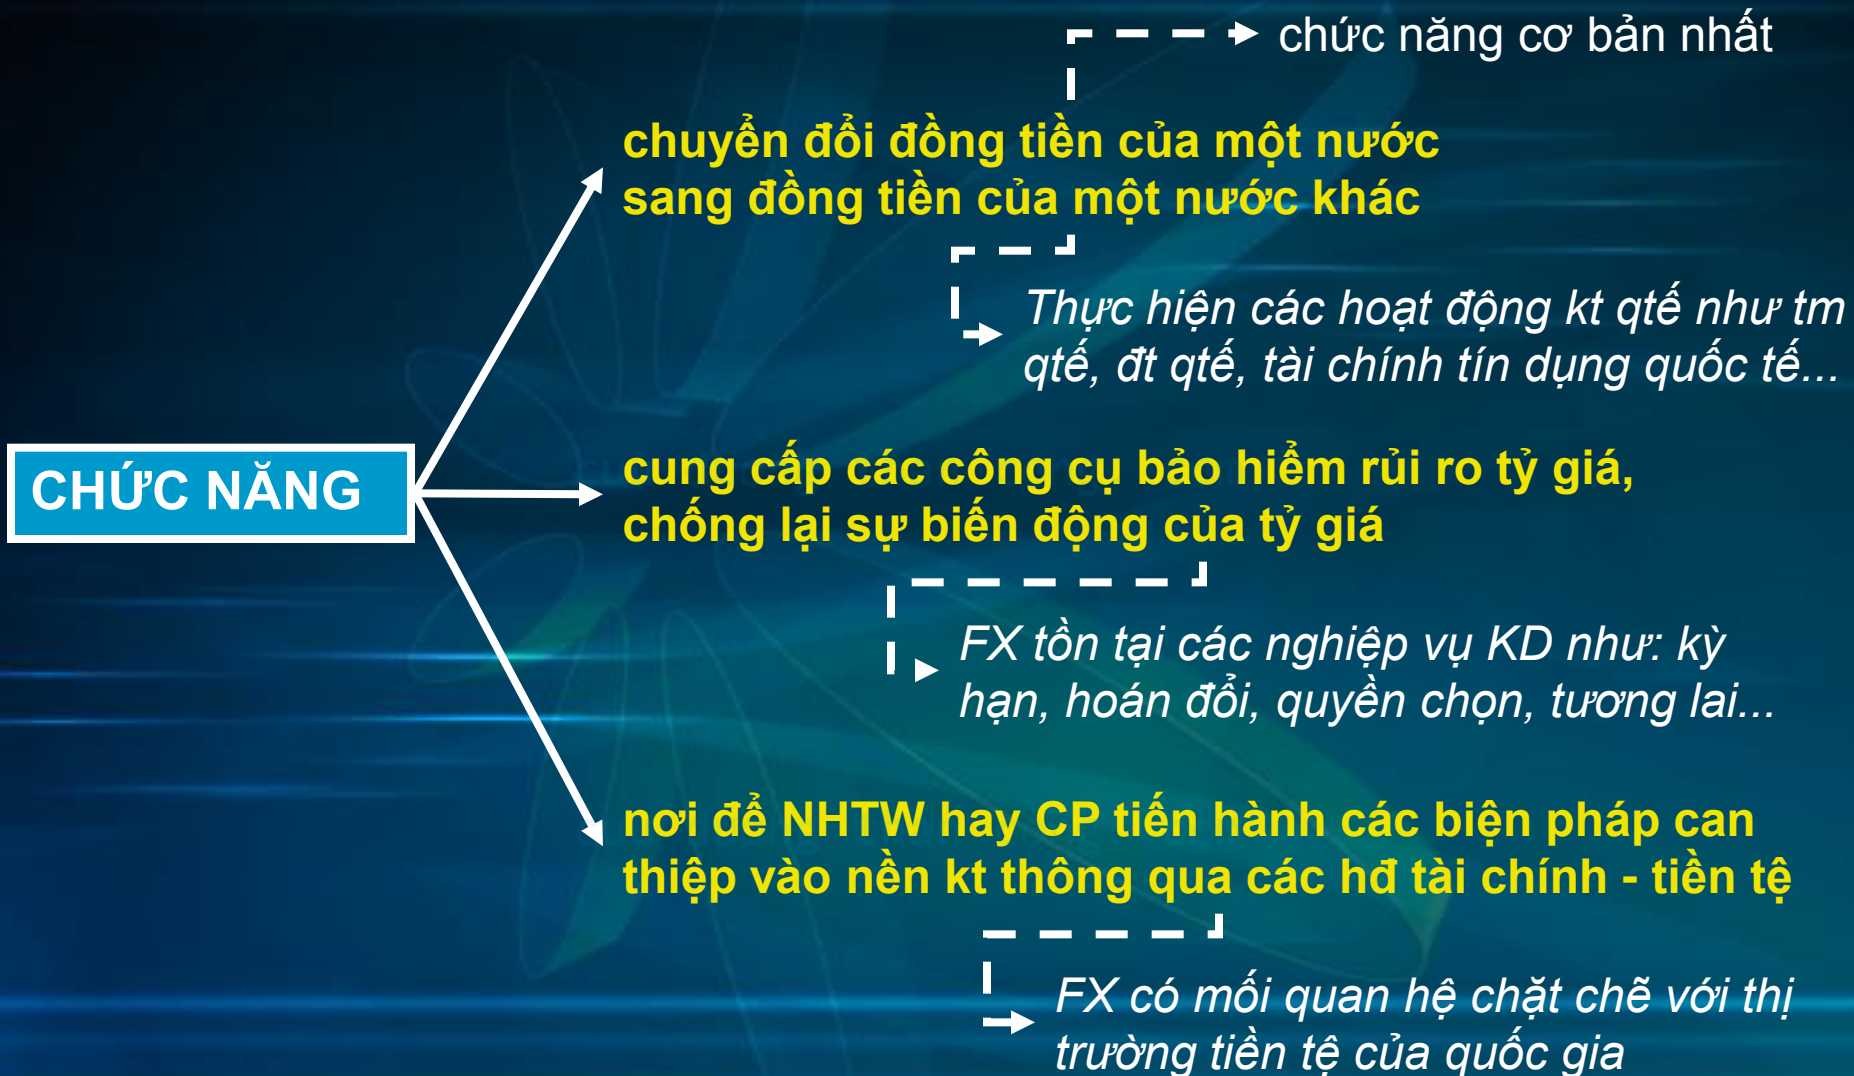 chức năng cơ bản nhất
chuyển đổi đồng tiền của một nước
sang đồng tiền của một nước khác
Thực hiện các hoạt động kt qtế như tm
qtế, đt qtế, tài chính tín dụng quốc tế...
CHỨC NĂNG
cung cấp các công cụ bảo hiểm rủi ro tỷ giá,
chống lại sự biến động của tỷ giá
FX tồn tại các nghiệp vụ KD như: kỳ
hạn, hoán đổi, quyền chọn, tương lai...
nơi để NHTW hay CP tiến hành các biện pháp can
thiệp vào nền kt thông qua các hđ tài chính - tiền tệ
FX có mối quan hệ chặt chẽ với thị
trường tiền tệ của quốc gia